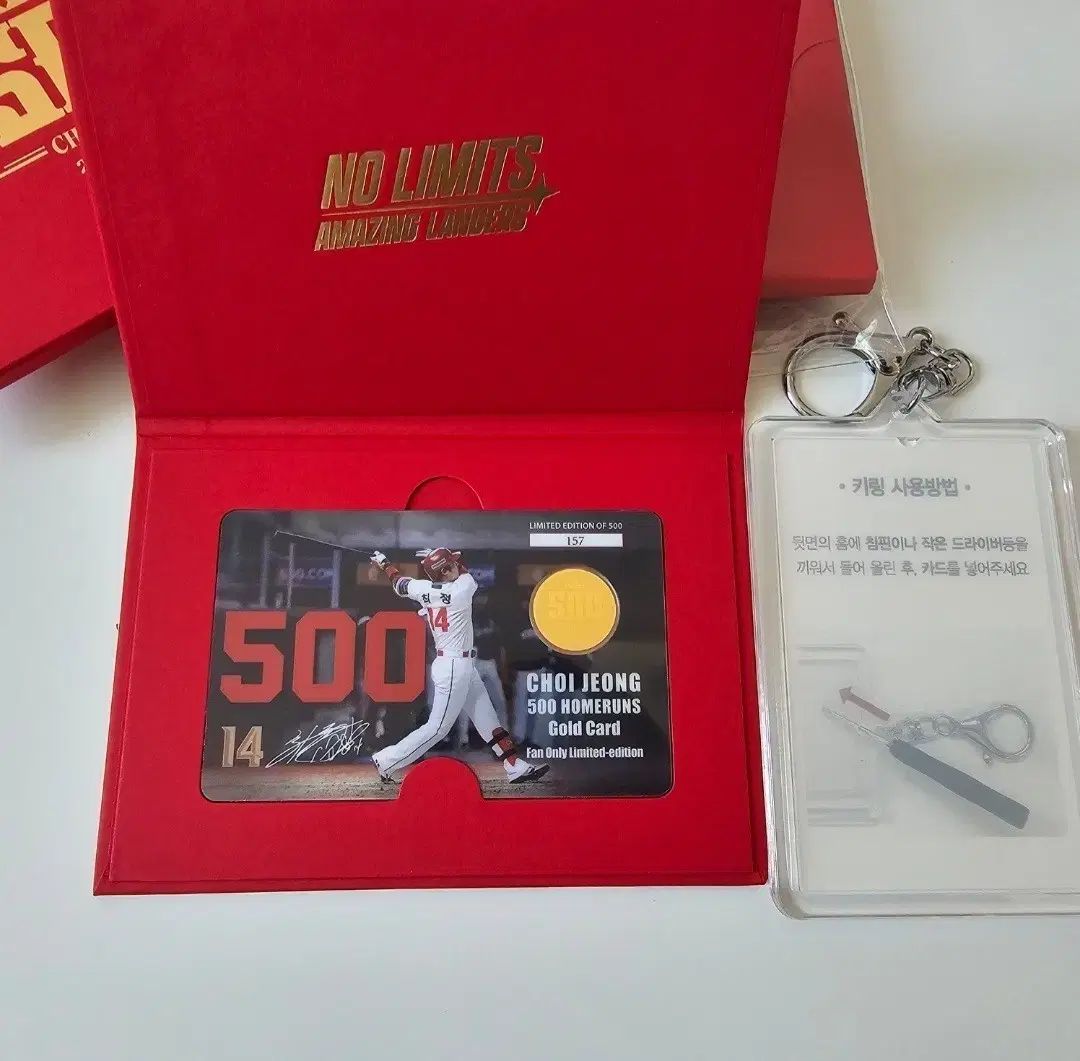 CH
NO LIMITS
AMAZING LANDERS
LIMITED EDITION OF 500
157
500
최 정
14
500
CHOI JEONG
500 HOMERUNS
Gold Card
Fan Only Limited-edition
14
• 키링 사용방법 •
뒷면의 홈에 침핀이나 작은 드라이버등을
끼워서 들어 올린 후, 카드를 넣어주세요